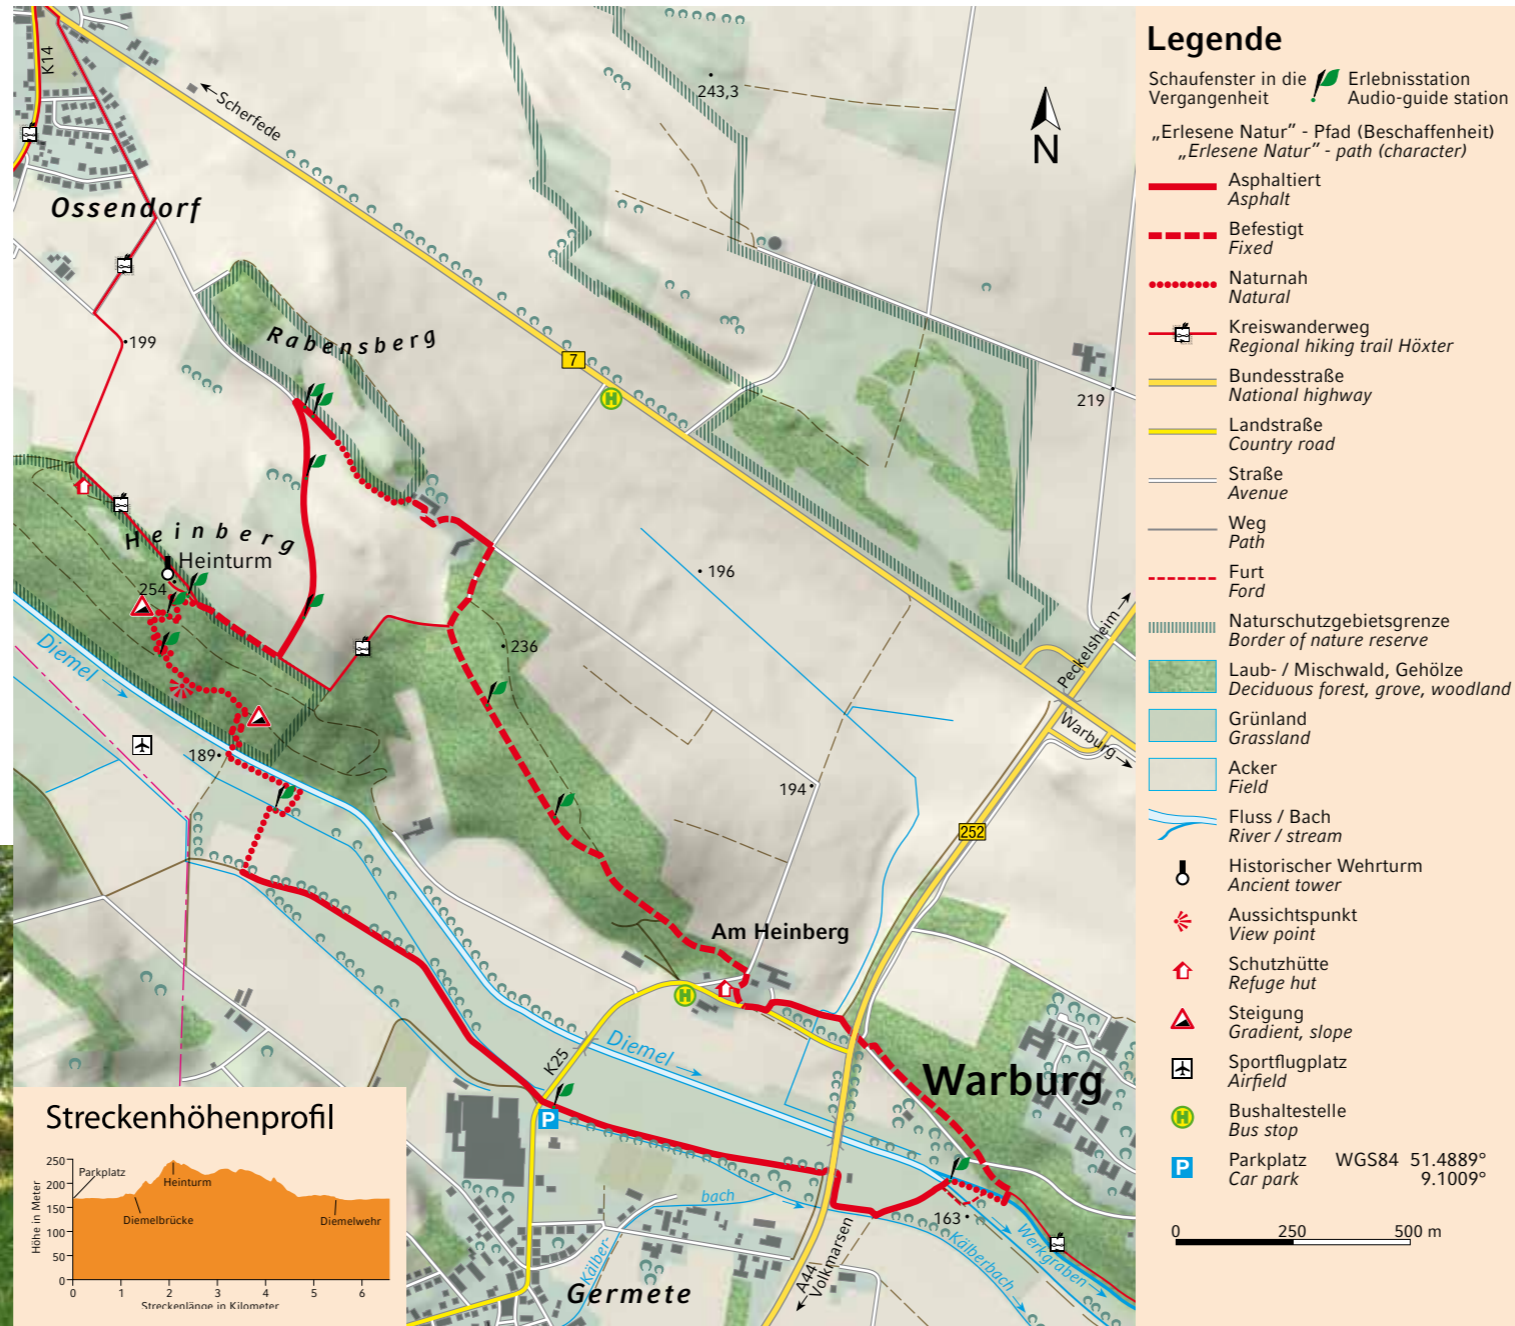 K14
Scherfede
243,3
N
Ossendorf
Rabensberg
199
7
H
219
Heinberg
Heinturm
254
196
236
Peckelsheim
Warburg
Diemel
189
194
252
Am Heinberg
H
K25
Diemel
Warburg
P
bach
163
Kälber-
Kälberbach
Werkgraben
A44
Volkmarsen
Germete
Streckenhöhenprofil
Höhe in Meter
250
200
150
100
50
0
Parkplatz
Heinturm
Diemelbrücke
Diemelwehr
0 1 2 3 4 5 6
Streckenlänge in Kilometer
Legende
Schaufenster in die
Vergangenheit
Erlebnisstation
Audio-guide station
„Erlesene Natur” - Pfad (Beschaffenheit)
„Erlesene Natur” - path (character)
Asphaltiert
Asphalt
Befestigt
Fixed
Naturnah
Natural
Kreiswanderweg
Regional hiking trail Höxter
Bundesstraße
National highway
Landstraße
Country road
Straße
Avenue
Weg
Path
Furt
Ford
Naturschutzgebietsgrenze
Border of nature reserve
Laub- / Mischwald, Gehölze
Deciduous forest, grove, woodland
Grünland
Grassland
Acker
Field
Fluss / Bach
River / stream
Historischer Wehrturm
Ancient tower
Aussichtspunkt
View point
Schutzhütte
Refuge hut
Steigung
Gradient, slope
Sportflugplatz
Airfield
H
Bushaltestelle
Bus stop
P
Parkplatz WGS84 51.4889°
Car park 9.1009°
0 250 500 m